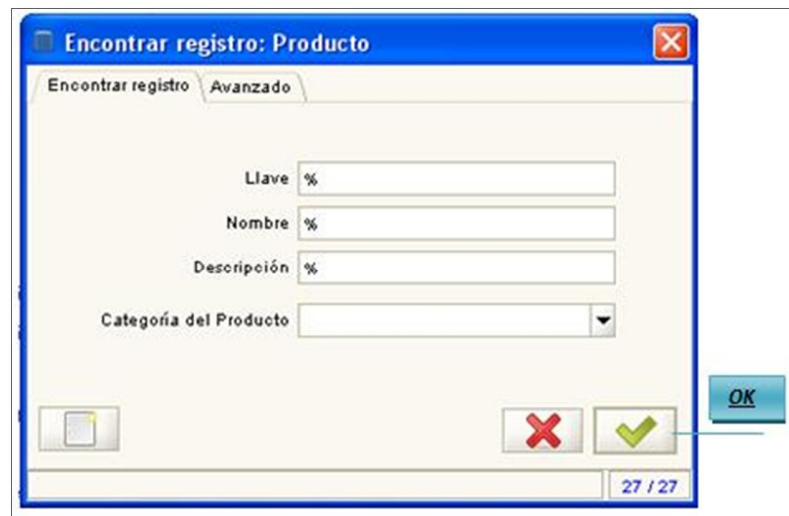 Encontrar registro: Producto
Encontrar registro Avanzado
Llave %
Nombre %
Descripción %
Categoría del Producto
OK
27 / 27